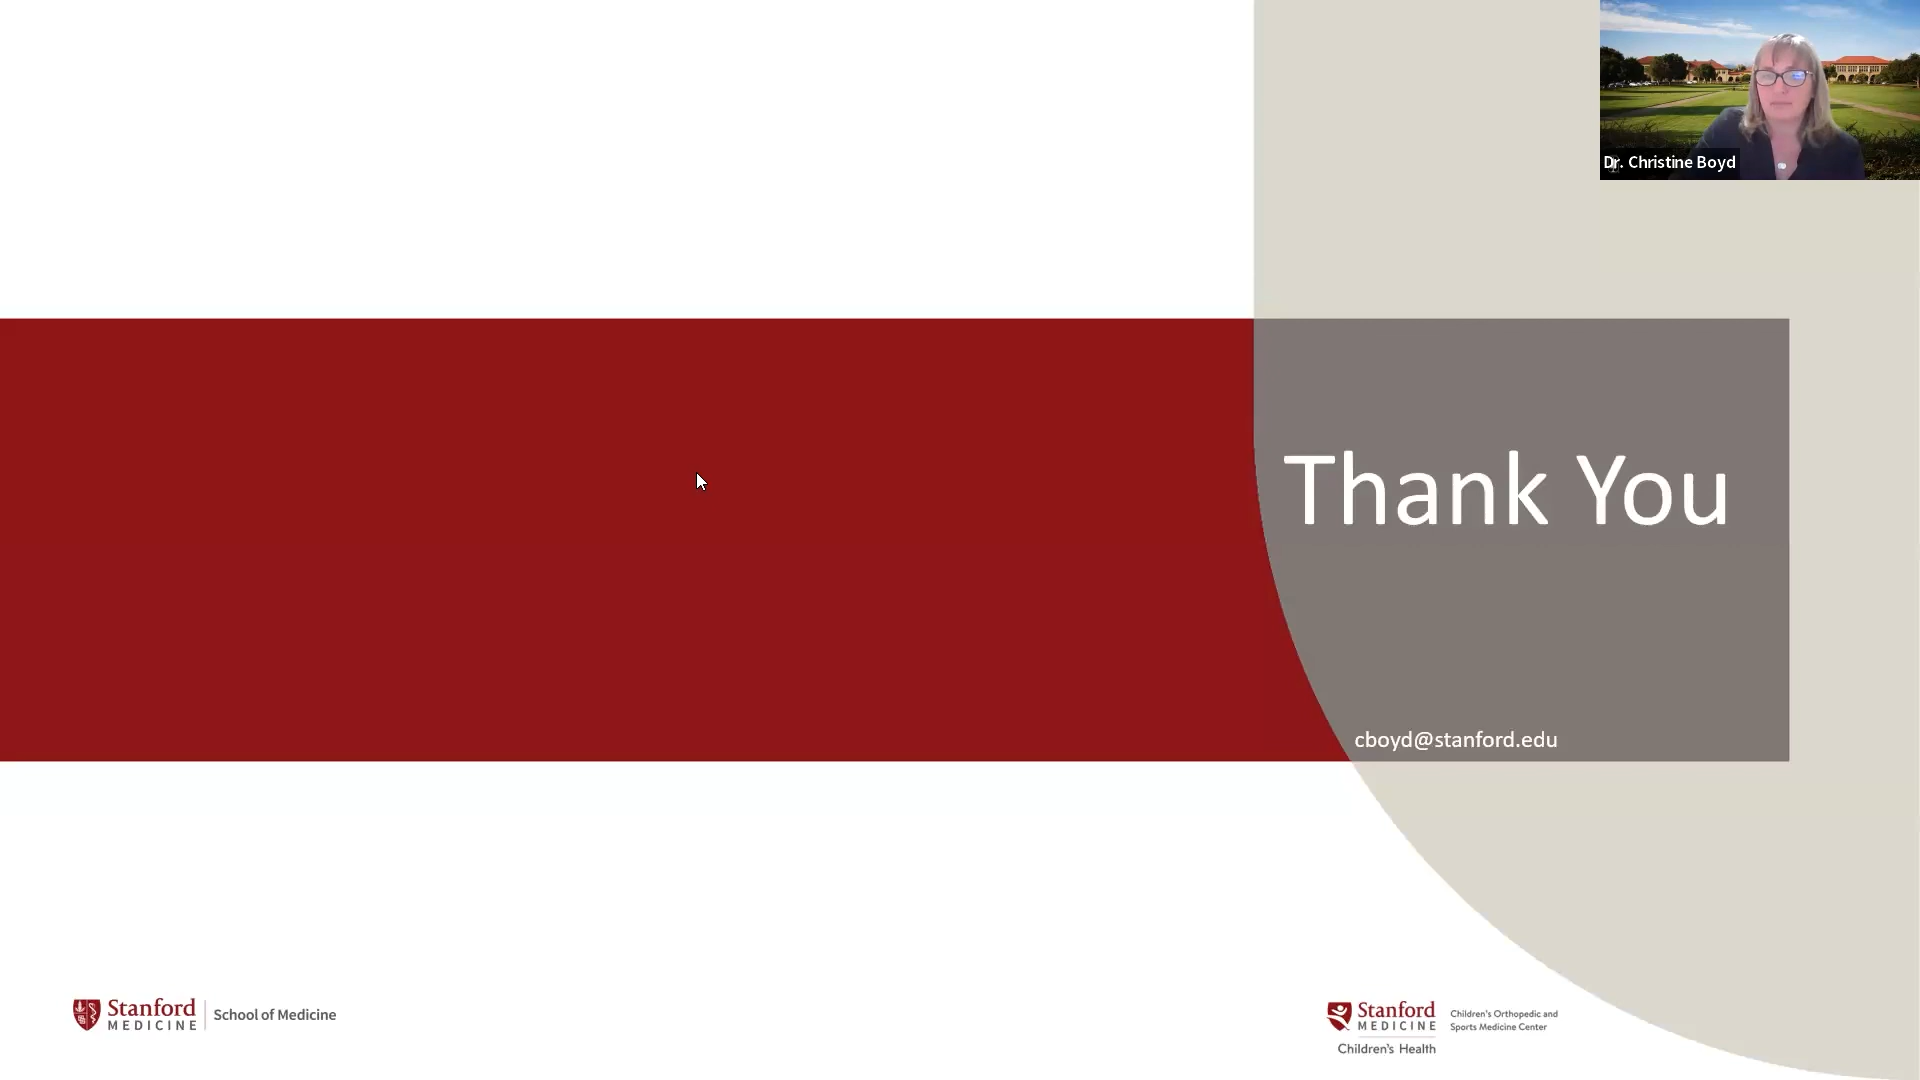 Dr. Christine Boyd
Thank You
cboyd@stanford.edu
Stanford
MEDICINE
School of Medicine
Stanford
MEDICINE
Children's Health
Children's Orthopedic and
Sports Medicine Center